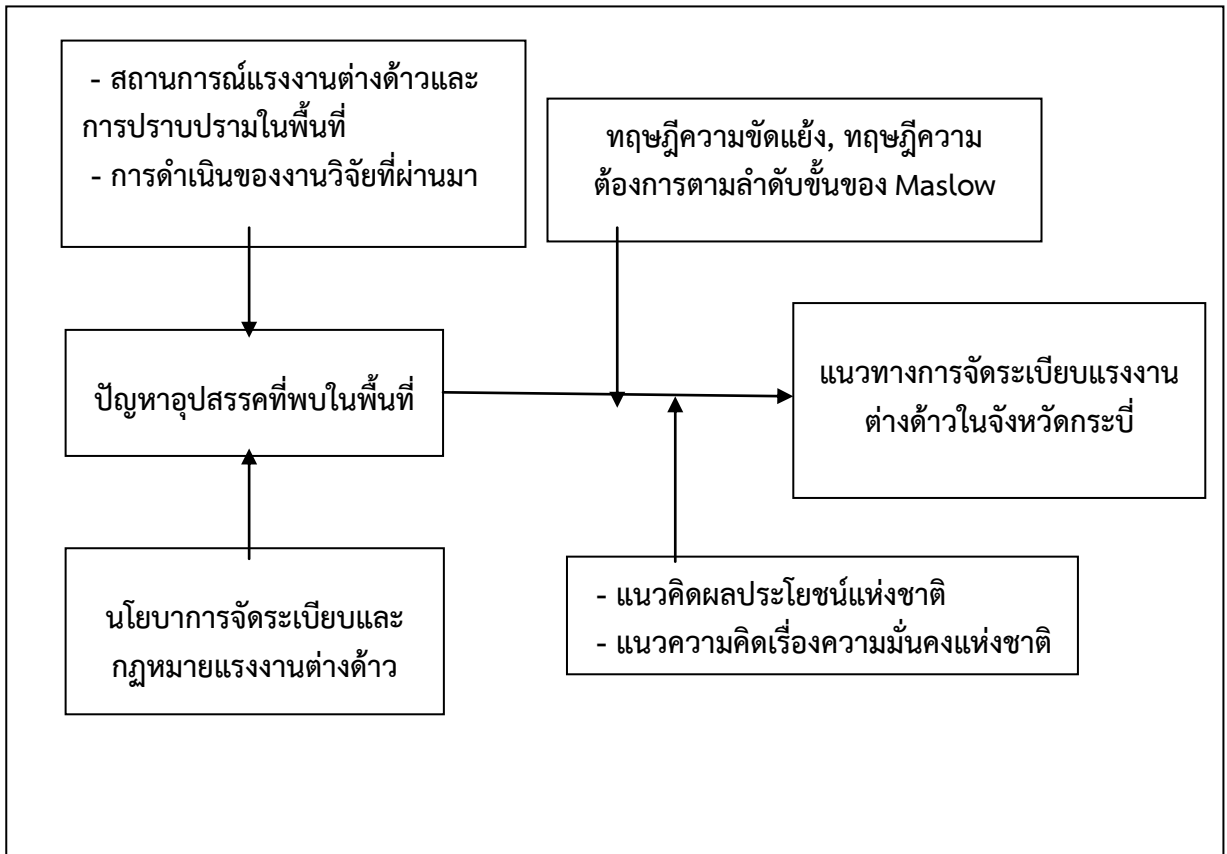 - สถานการณ์แรงงานต่างด้าวและ
การปราบปรามในพื้นที่
- การดำเนินของงานวิจัยที่ผ่านมา
ทฤษฎีความขัดแย้ง, ทฤษฎีความ
ต้องการตามลำดับขั้นของ Maslow
ปัญหาอุปสรรคที่พบในพื้นที่
แนวทางการจัดระเบียบแรงงาน
ต่างด้าวในจังหวัดกระบี่
นโยบาการจัดระเบียบและ
กฎหมายแรงงานต่างด้าว
- แนวคิดผลประโยชน์แห่งชาติ
- แนวความคิดเรื่องความมั่นคงแห่งชาติ